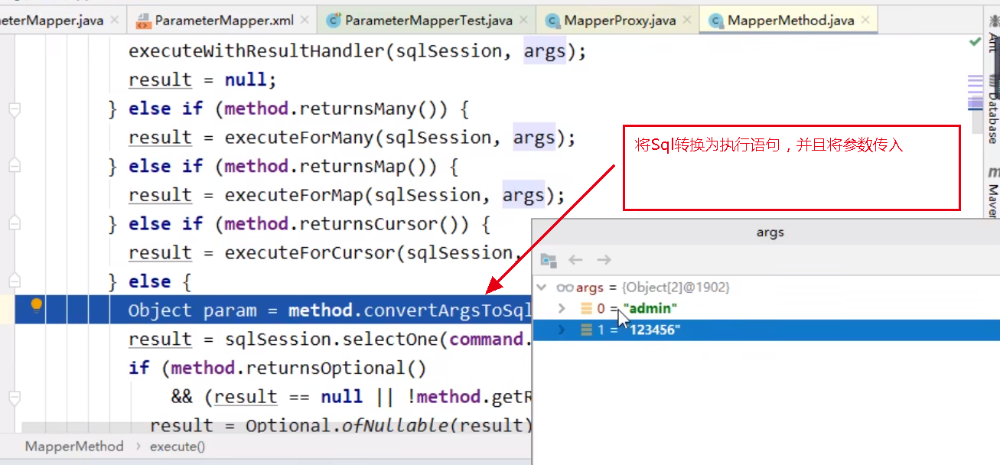 eterMapper.java ParameterMapper.xml ParameterMapperTest.java MapperProxy.java MapperMethod.java
executeWithResultHandler(sqlSession, args);
result = null;
} else if (method.returnsMany()) {
result = executeForMany(sqlSession, args);
} else if (method.returnsMap()) {
result = executeForMap(sqlSession, args);
} else if (method.returnsCursor()) {
result = executeForCursor(sqlSession,
} else {
Object param = method.convertArgsToSql
result = sqlSession.selectOne(command.
if (method.returnsOptional()
&& (result == null || !method.getR
result = Optional.ofNullable(result)
MapperMethod › execute()
将Sql转换为执行语句，并且将参数传入
args
args = {Object[2]@1902}
0 = "admin"
1 = "123456"
Ant
Database
m
Maven